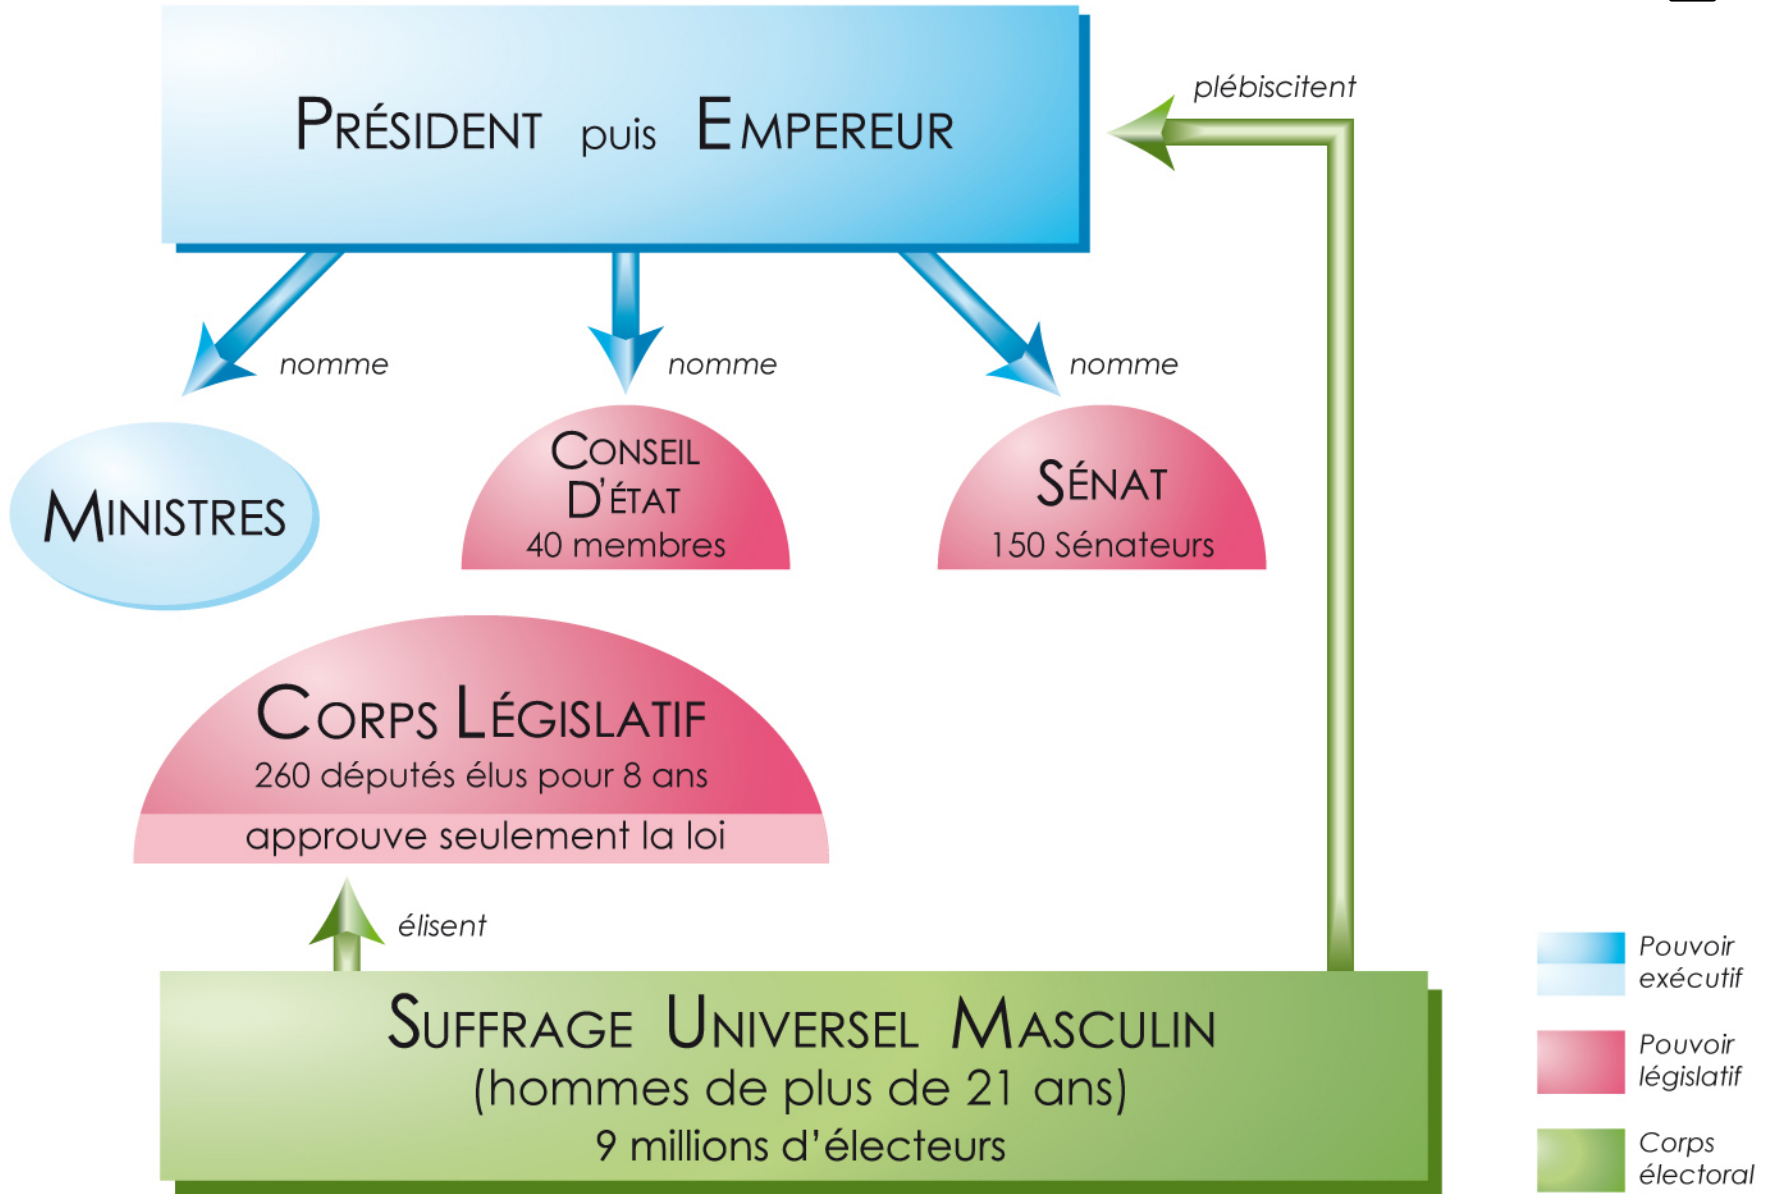 PRÉSIDENT puis EMPEREUR
plébiscitent
nomme
nomme
nomme
MINISTRES
CONSEIL
D'ÉTAT
40 membres
SÉNAT
150 Sénateurs
CORPS LÉGISLATIF
260 députés élus pour 8 ans
approuve seulement la loi
élisent
SUFFRAGE UNIVERSEL MASCULIN
(hommes de plus de 21 ans)
9 millions d'électeurs
Pouvoir
exécutif
Pouvoir
législatif
Corps
électoral